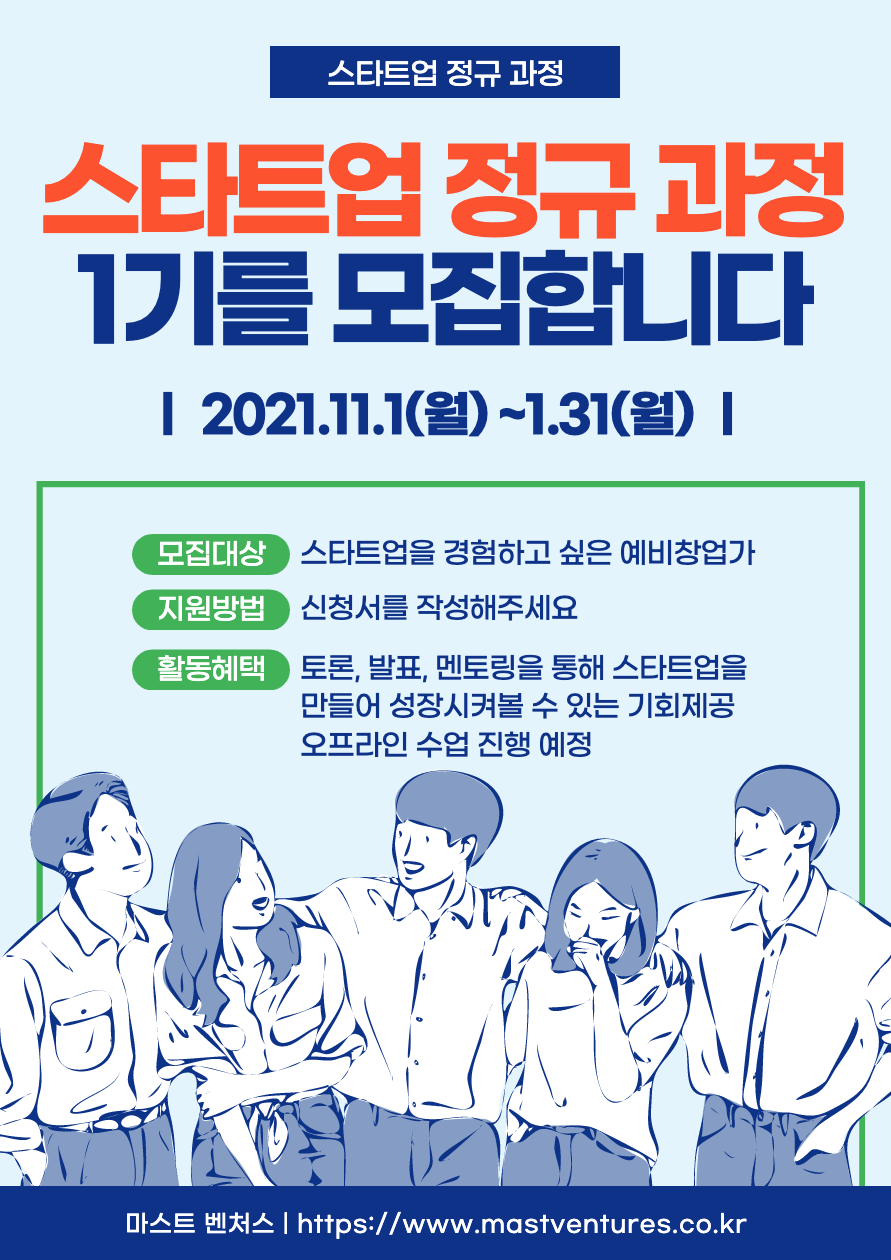 스타트업 정규 과정
스타트업 정규 과정
1기를 모집합니다
| 2021.11.1(월) ~1.31(월) |
모집대상 스타트업을 경험하고 싶은 예비창업가
지원방법 신청서를 작성해주세요
활동혜택 토론, 발표, 멘토링을 통해 스타트업을
만들어 성장시켜볼 수 있는 기회제공
오프라인 수업 진행 예정
마스트 벤처스 | https://www.mastventures.co.kr